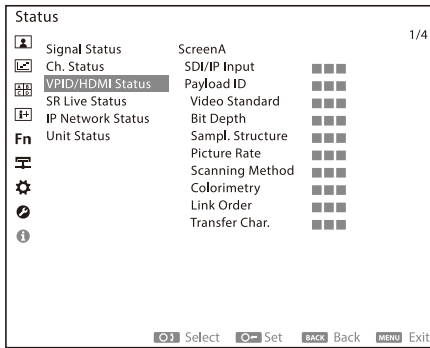 Status
1/4
Signal Status
Ch. Status
VPID/HDMI Status
SR Live Status
IP Network Status
Unit Status
Fn
ScreenA
SDI/IP Input ■■■
Payload ID ■■■
Video Standard ■■■
Bit Depth ■■■
Sampl. Structure ■■■
Picture Rate ■■■
Scanning Method ■■■
Colorimetry ■■■
Link Order ■■■
Transfer Char. ■■■
Select Set BACK Back MENU Exit